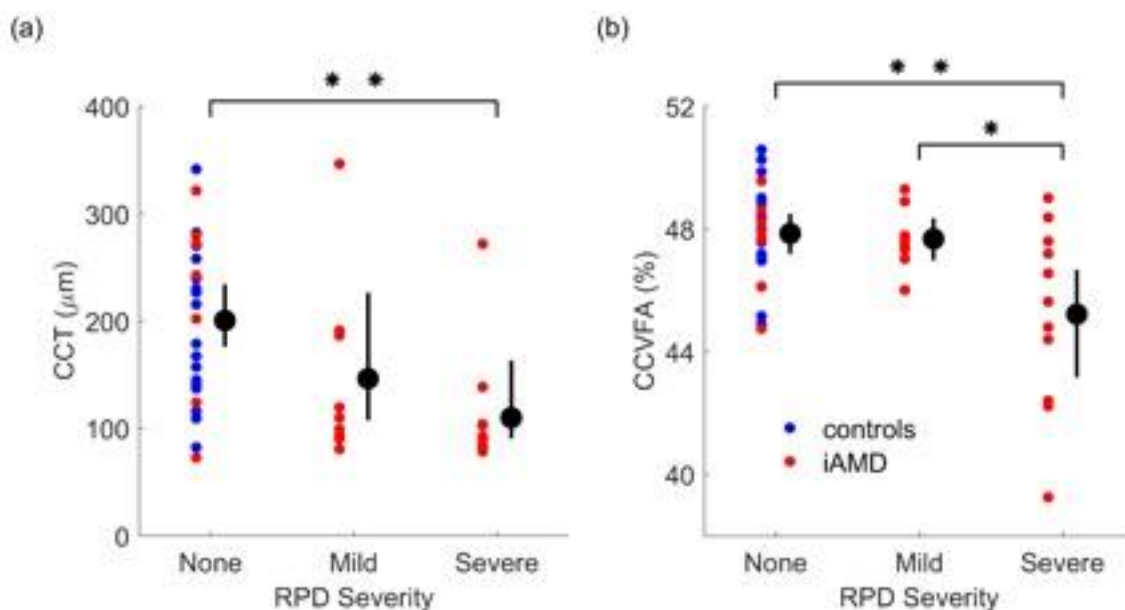 (a)
* *
400
300
200
100
0
CCT (μm)
None Mild Severe
RPD Severity
(b)
* *
*
52
48
44
40
CCVFA (%)
controls
iAMD
None Mild Severe
RPD Severity